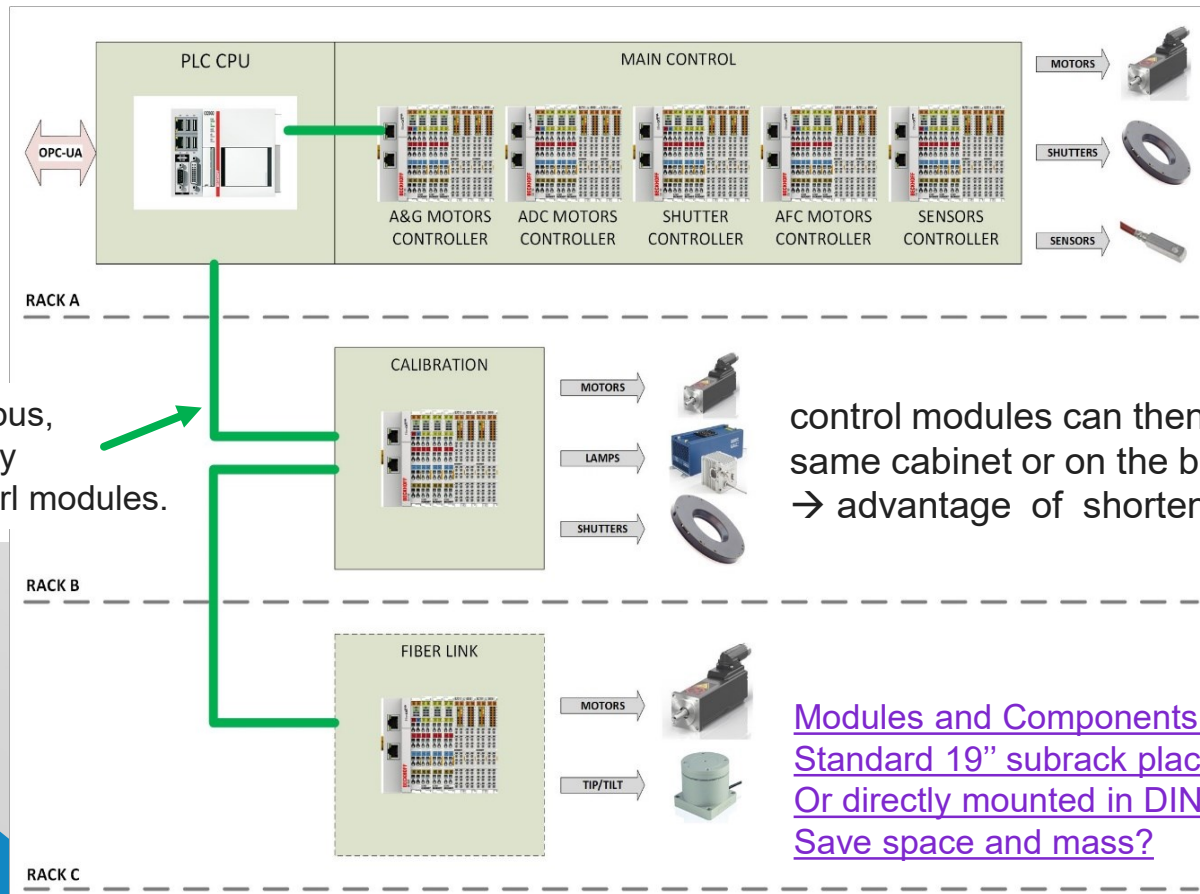 PLC CPU
MAIN CONTROL
OPC-UA
A&G MOTORS
CONTROLLER
ADC MOTORS
CONTROLLER
SHUTTER
CONTROLLER
AFC MOTORS
CONTROLLER
SENSORS
CONTROLLER
MOTORS
SHUTTERS
SENSORS
RACK A
CALIBRATION
MOTORS
LAMPS
SHUTTERS
rl modules.
control modules can then
same cabinet or on the b
→ advantage of shorten
RACK B
FIBER LINK
MOTORS
TIP/TILT
Modules and Components
Standard 19’’ subrack plac
Or directly mounted in DIN
Save space and mass?
RACK C